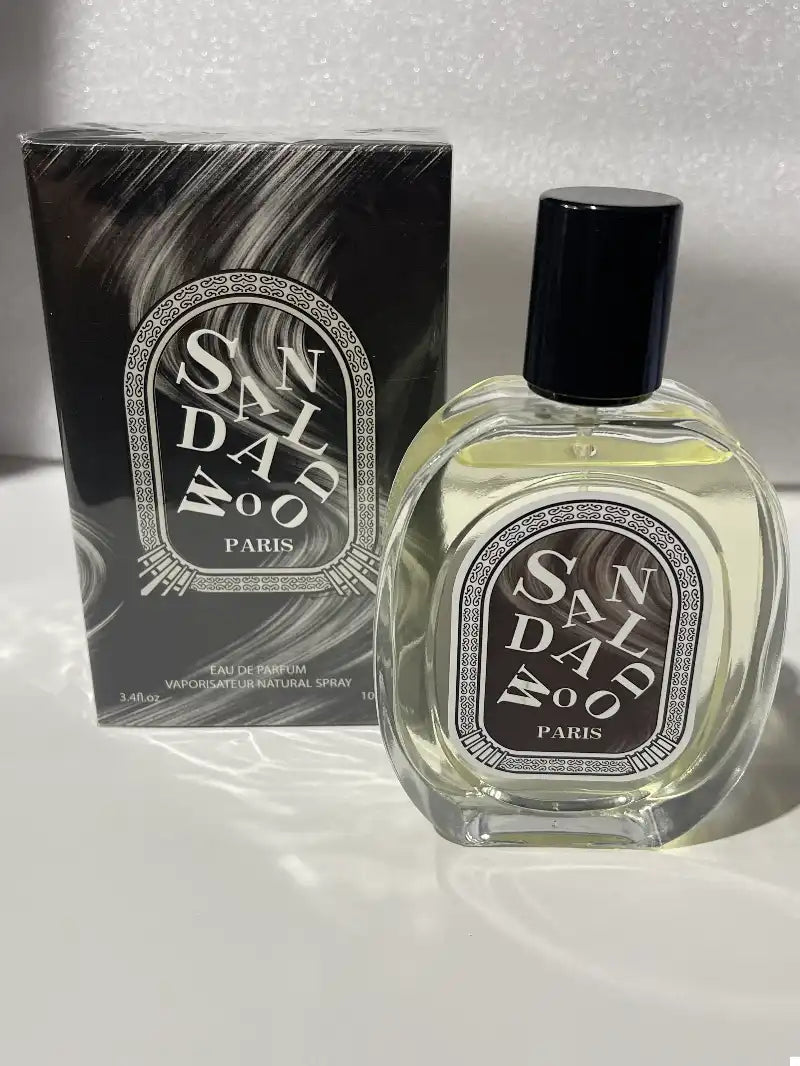 SAN
DAL
WOOD
PARIS
EAU DE PARFUM
VAPORISATEUR NATURAL SPRAY
3.4fl.oz
SAN
DAL
WOOD
PARIS